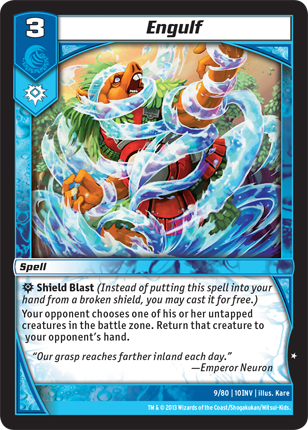 3
Engulf
Spell
Shield Blast (Instead of putting this spell into your
hand from a broken shield, you may cast it for free.)
Your opponent chooses one of his or her untapped
creatures in the battle zone. Return that creature to
your opponent's hand.
“Our grasp reaches farther inland each day.”
—Emperor Neuron
9/80 | 10INV | illus. Kare
TM & © 2013 Wizards of the Coast/Shogakukan/Mitsui-Kids.